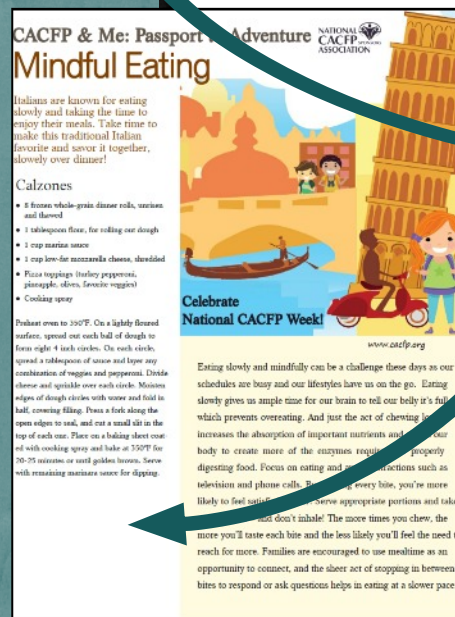 CACFP & Me: Passport Adventure
NATIONAL
CACFP
SPONSORS
ASSOCIATION
Mindful Eating
Italians are known for eating
slowly and taking the time to
enjoy their meals. Take time to
make this traditional Italian
favorite and savor it together,
slowely over dinner!
Calzones
• 8 frozen whole-grain dinner rolls, unrisen
and thawed
• 1 tablespoon flour, for rolling out dough
• 1 cup marina sauce
• 1 cup low-fat mozzarella cheese, shredded
• Pizza toppings (turkey pepperoni,
pineapple, olives, favorite veggies)
• Cooking spray
Preheat oven to 350°F. On a lightly floured
surface, spread out each ball of dough to
form eight 4 inch circles. On each circle,
spread a tablespoon of sauce and layer any
combination of veggies and pepperoni. Divide
cheese and sprinkle over each circle. Moisten
edges of dough circles with water and fold in
half, covering filling. Press a fork along the
open edges to seal, and cut a small slit in the
top of each one. Place on a baking sheet coat
ed with cooking spray and bake at 350°F for
20-25 minutes or until golden brown. Serve
with remaining marinara sauce for dipping.
Celebrate
National CACFP Week!
www.cacfp.org
Eating slowly and mindfully can be a challenge these days as our
schedules are busy and our lifestyles have us on the go. Eating
slowly gives us ample time for our brain to tell our belly it's full
which prevents overeating. And just the act of chewing
increases the absorption of important nutrients and our
body to create more of the enzymes properly
digesting food. Focus on eating and such as
television and phone calls. every bite, you're more
likely to feel Serve appropriate portions and take
and don't inhale! The more times you chew, the
more you'll taste each bite and the less likely you'll feel the need
reach for more. Families are encouraged to use mealtime as an
opportunity to connect, and the sheer act of stopping in between
bites to respond or ask questions helps in eating at a slower pace